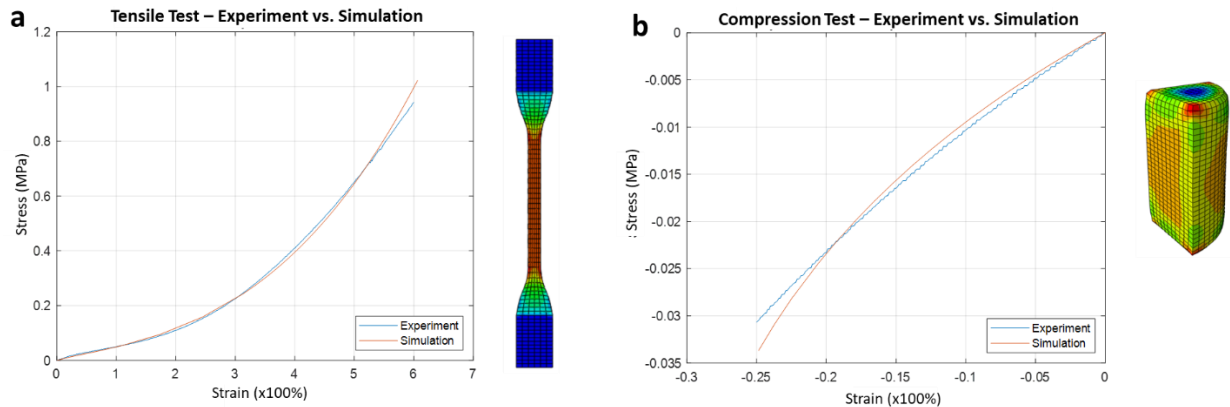 a
Tensile Test – Experiment vs. Simulation
1.2
1
0.8
0.6
0.4
0.2
0
Stress (MPa)
0 1 2 3 4 5 6 7
Strain (x100%)
Experiment
Simulation
b
Compression Test – Experiment vs. Simulation
0
-0.005
-0.01
-0.015
-0.02
-0.025
-0.03
-0.035
: Stress (MPa)
-0.3 -0.25 -0.2 -0.15 -0.1 -0.05 0
Strain (x100%)
Experiment
Simulation